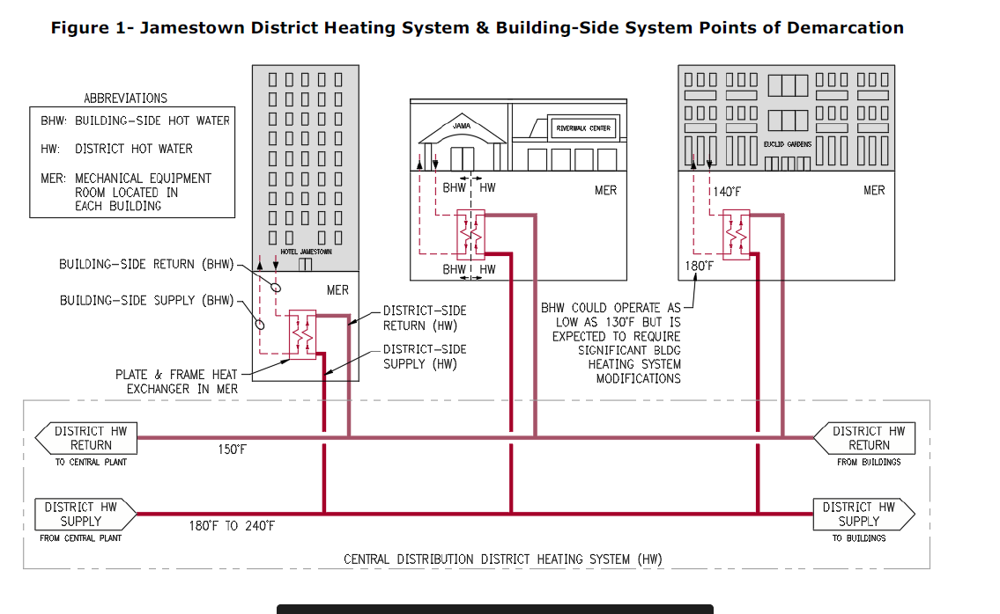 Figure 1- Jamestown District Heating System & Building-Side System Points of Demarcation
ABBREVIATIONS
BHW: BUILDING-SIDE HOT WATER
HW: DISTRICT HOT WATER
MER: MECHANICAL EQUIPMENT
ROOM LOCATED IN
EACH BUILDING
HOTEL JAMESTOWN
MER
BUILDING-SIDE RETURN (BHW)
BUILDING-SIDE SUPPLY (BHW)
PLATE & FRAME HEAT
EXCHANGER IN MER
DISTRICT-SIDE
RETURN (HW)
DISTRICT-SIDE
SUPPLY (HW)
JAMA
RIVERWALK CENTER
BHW HW
MER
BHW HW
EUCLID GARDENS
140°F
MER
180°F
BHW COULD OPERATE AS
LOW AS 130°F BUT IS
EXPECTED TO REQUIRE
SIGNIFICANT BLDG
HEATING SYSTEM
MODIFICATIONS
DISTRICT HW
RETURN
TO CENTRAL PLANT
150°F
DISTRICT HW
RETURN
FROM BUILDINGS
DISTRICT HW
SUPPLY
FROM CENTRAL PLANT
180°F TO 240°F
DISTRICT HW
SUPPLY
TO BUILDINGS
CENTRAL DISTRIBUTION DISTRICT HEATING SYSTEM (HW)